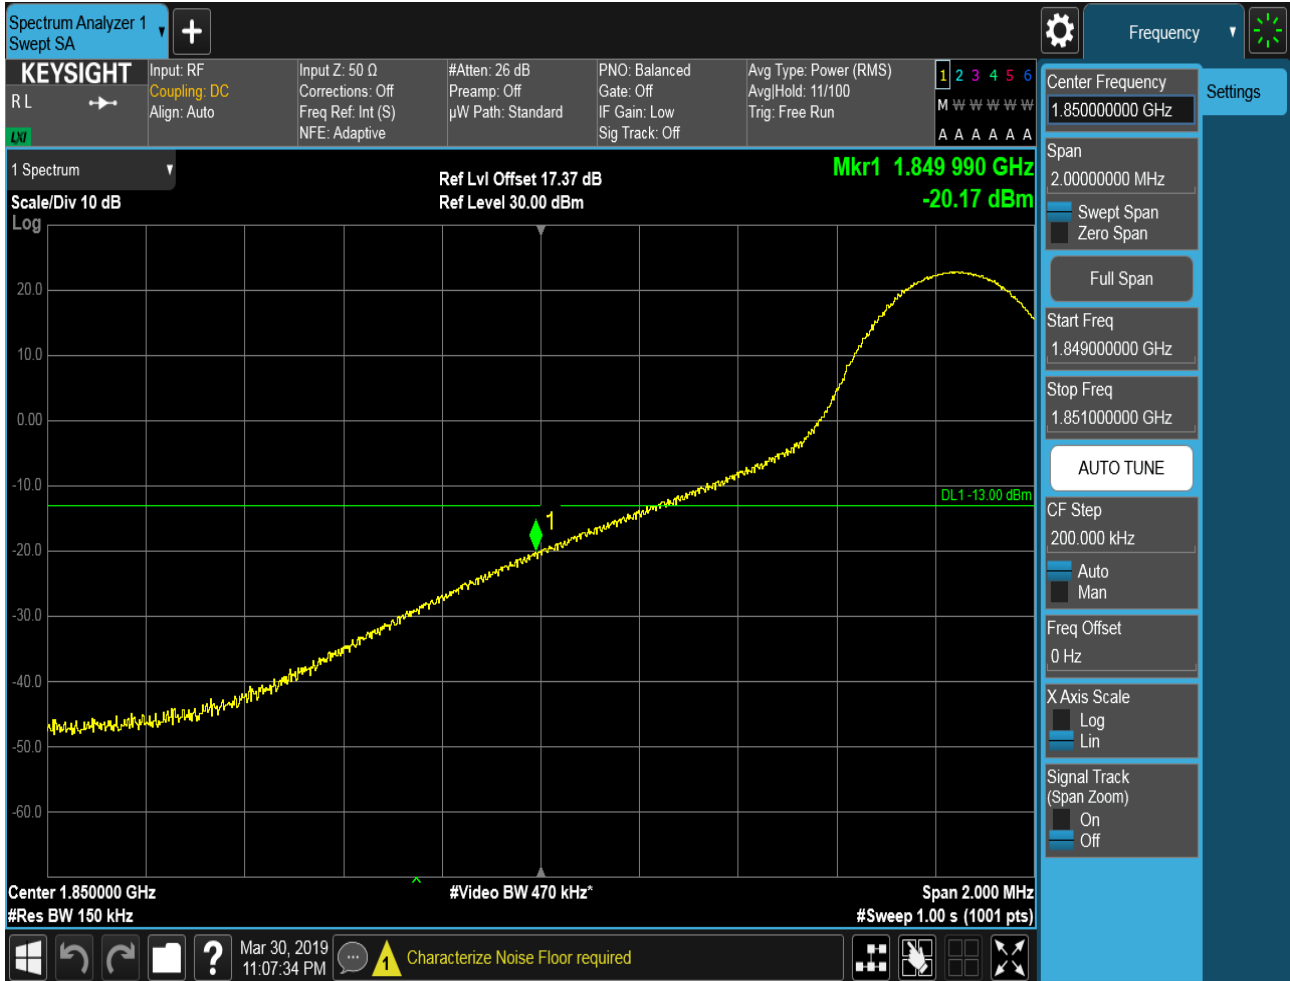 Spectrum Analyzer 1
Swept SA
Frequency
KEYSIGHT
R L
LXI
Input: RF
Coupling: DC
Align: Auto
Input Z: 50 Ω
Corrections: Off
Freq Ref: Int (S)
NFE: Adaptive
#Atten: 26 dB
Preamp: Off
µW Path: Standard
PNO: Balanced
Gate: Off
IF Gain: Low
Sig Track: Off
Avg Type: Power (RMS)
Avg|Hold: 11/100
Trig: Free Run
1 2 3 4 5 6
M W W W W W
A A A A A A
1 Spectrum
Scale/Div 10 dB
Log
Ref Lvl Offset 17.37 dB
Ref Level 30.00 dBm
Mkr1 1.849 990 GHz
-20.17 dBm
20.0
10.0
0.00
-10.0
-20.0
-30.0
-40.0
-50.0
-60.0
DL1 -13.00 dBm
1
Center 1.850000 GHz
#Res BW 150 kHz
#Video BW 470 kHz*
Span 2.000 MHz
#Sweep 1.00 s (1001 pts)
Center Frequency
1.850000000 GHz
Settings
Span
2.00000000 MHz
Swept Span
Zero Span
Full Span
Start Freq
1.849000000 GHz
Stop Freq
1.851000000 GHz
AUTO TUNE
CF Step
200.000 kHz
Auto
Man
Freq Offset
0 Hz
X Axis Scale
Log
Lin
Signal Track
(Span Zoom)
On
Off
?
Mar 30, 2019
11:07:34 PM
1
Characterize Noise Floor required